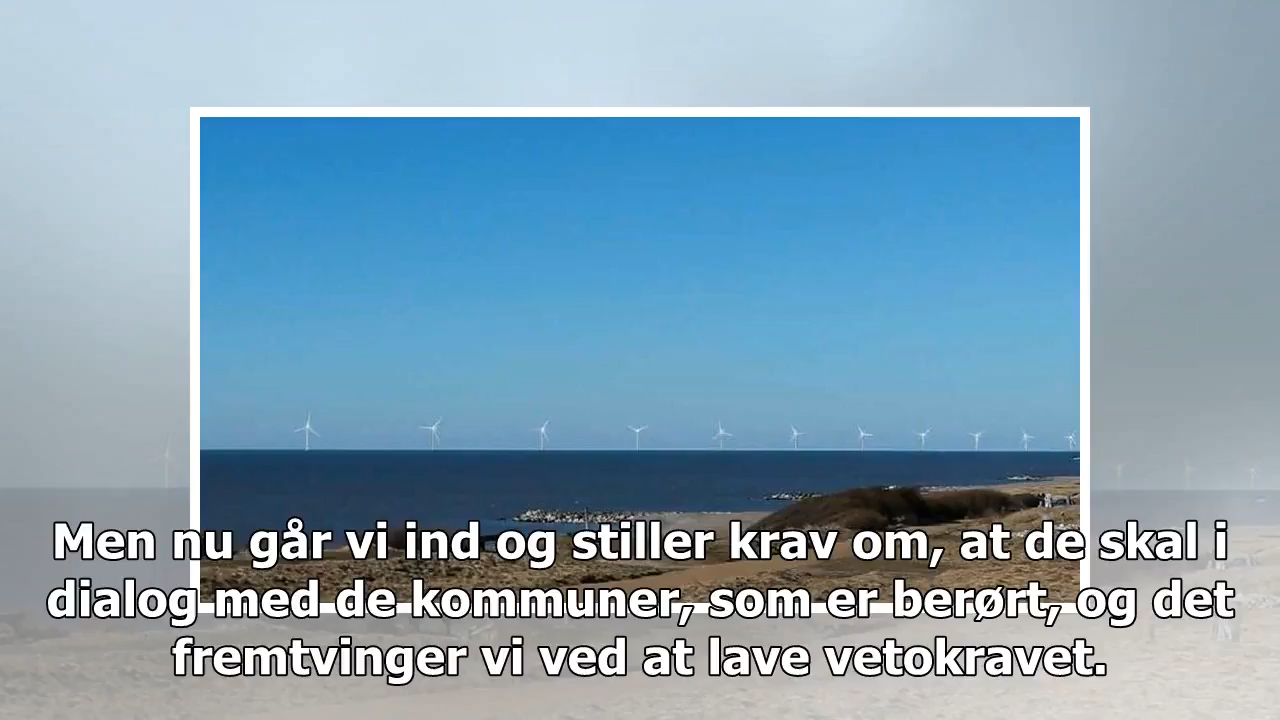 Men nu går vi ind og stiller krav om, at de skal i
dialog med de kommuner, som er berørt, og det
fremtvinger vi ved at lave vetokravet.